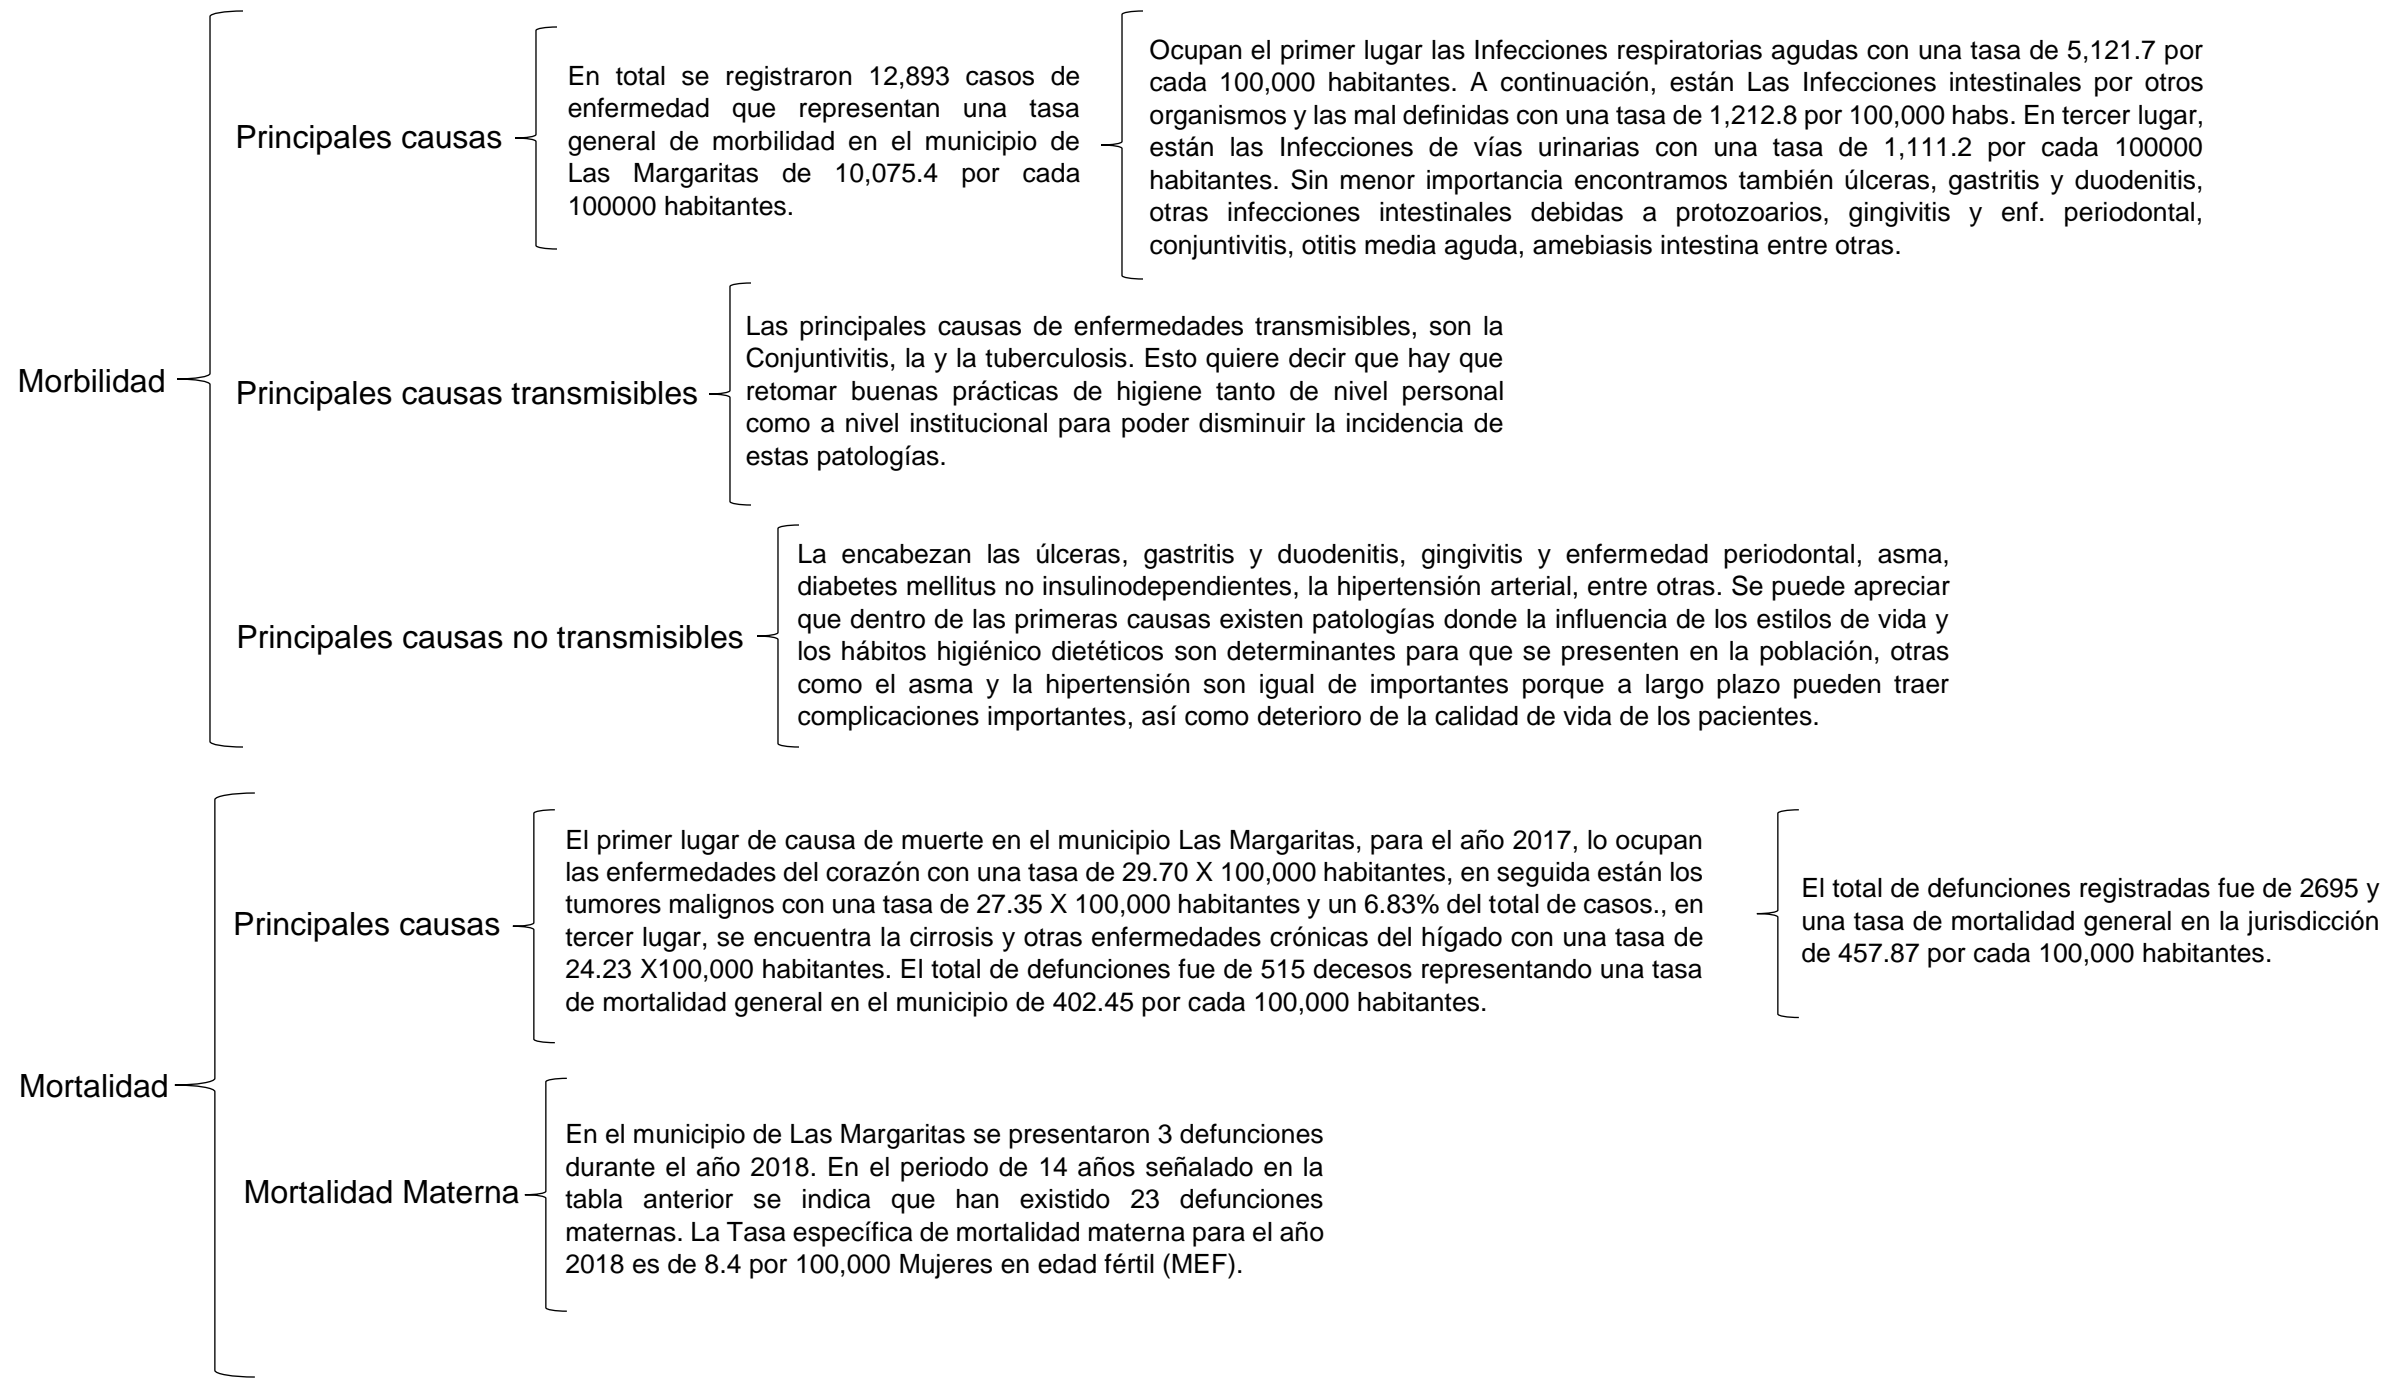 Morbilidad
Principales causas
En total se registraron 12,893 casos de
enfermedad que representan una tasa
general de morbilidad en el municipio de
Las Margaritas de 10,075.4 por cada
100000 habitantes.
Ocupan el primer lugar las Infecciones respiratorias agudas con una tasa de 5,121.7 por
cada 100,000 habitantes. A continuación, están Las Infecciones intestinales por otros
organismos y las mal definidas con una tasa de 1,212.8 por 100,000 habs. En tercer lugar,
están las Infecciones de vías urinarias con una tasa de 1,111.2 por cada 100000
habitantes. Sin menor importancia encontramos también úlceras, gastritis y duodenitis,
otras infecciones intestinales debidas a protozoarios, gingivitis y enf. periodontal,
conjuntivitis, otitis media aguda, amebiasis intestina entre otras.
Principales causas transmisibles
Las principales causas de enfermedades transmisibles, son la
Conjuntivitis, la y la tuberculosis. Esto quiere decir que hay que
retomar buenas prácticas de higiene tanto de nivel personal
como a nivel institucional para poder disminuir la incidencia de
estas patologías.
Principales causas no transmisibles
La encabezan las úlceras, gastritis y duodenitis, gingivitis y enfermedad periodontal, asma,
diabetes mellitus no insulinodependientes, la hipertensión arterial, entre otras. Se puede apreciar
que dentro de las primeras causas existen patologías donde la influencia de los estilos de vida y
los hábitos higiénico dietéticos son determinantes para que se presenten en la población, otras
como el asma y la hipertensión son igual de importantes porque a largo plazo pueden traer
complicaciones importantes, así como deterioro de la calidad de vida de los pacientes.
Mortalidad
Principales causas
El primer lugar de causa de muerte en el municipio Las Margaritas, para el año 2017, lo ocupan
las enfermedades del corazón con una tasa de 29.70 X 100,000 habitantes, en seguida están los
tumores malignos con una tasa de 27.35 X 100,000 habitantes y un 6.83% del total de casos., en
tercer lugar, se encuentra la cirrosis y otras enfermedades crónicas del hígado con una tasa de
24.23 X100,000 habitantes. El total de defunciones fue de 515 decesos representando una tasa
de mortalidad general en el municipio de 402.45 por cada 100,000 habitantes.
El total de defunciones registradas fue de 2695 y
una tasa de mortalidad general en la jurisdicción
de 457.87 por cada 100,000 habitantes.
Mortalidad Materna
En el municipio de Las Margaritas se presentaron 3 defunciones
durante el año 2018. En el periodo de 14 años señalado en la
tabla anterior se indica que han existido 23 defunciones
maternas. La Tasa específica de mortalidad materna para el año
2018 es de 8.4 por 100,000 Mujeres en edad fértil (MEF).